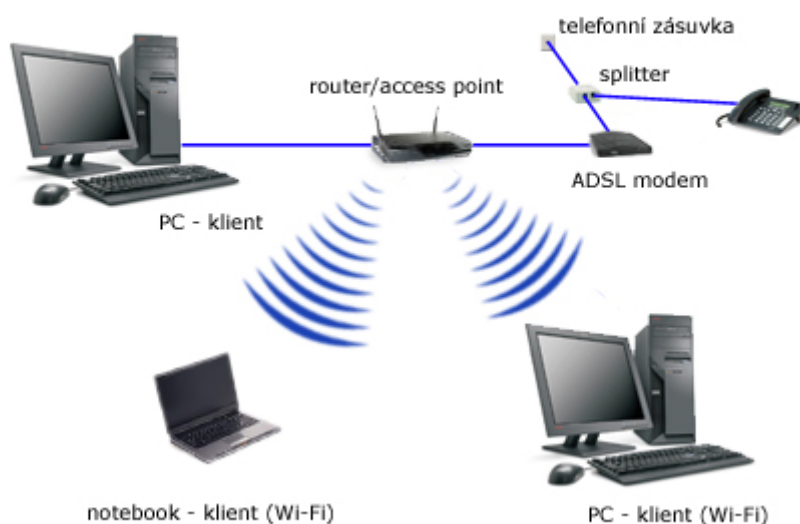 telefonní zásuvka
splitter
router/access point
ADSL modem
PC - klient
notebook - klient (Wi-Fi)
PC - klient (Wi-Fi)